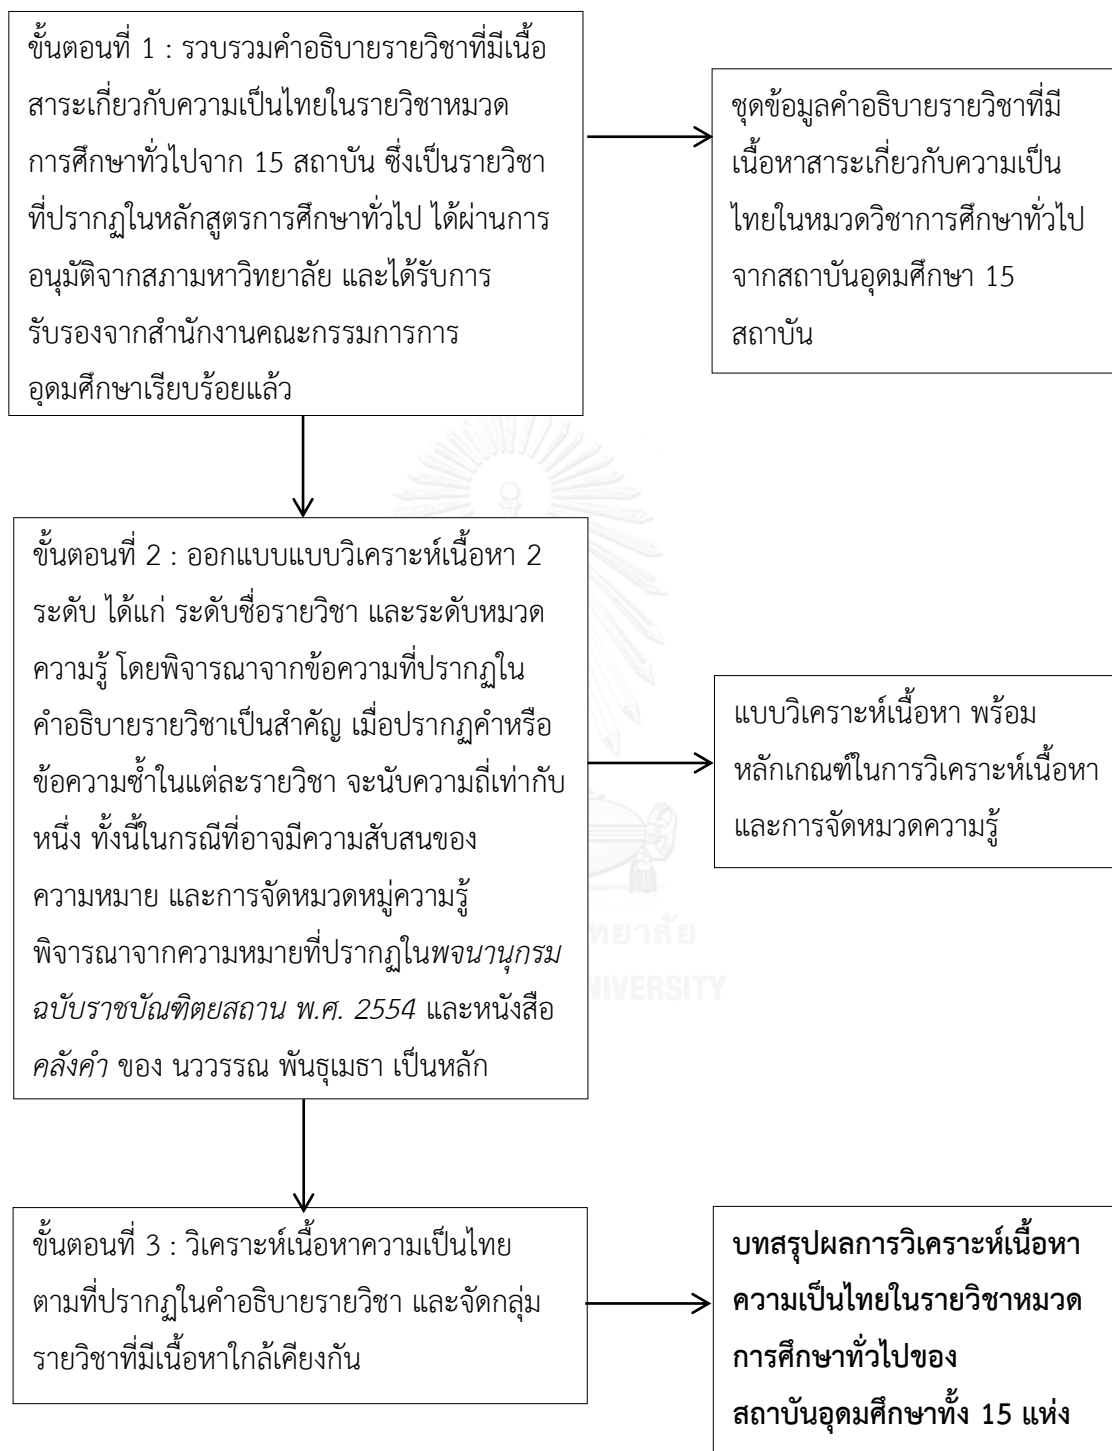 ขั้นตอนที่ 1 : รวบรวมคำอธิบายรายวิชาที่มีเนื้อ
สาระเกี่ยวกับความเป็นไทยในรายวิชาหมวด
การศึกษาทั่วไปจาก 15 สถาบัน ซึ่งเป็นรายวิชา
ที่ปรากฏในหลักสูตรการศึกษาทั่วไป ได้ผ่านการ
อนุมัติจากสภามหาวิทยาลัย และได้รับการ
รับรองจากสำนักงานคณะกรรมการการ
อุดมศึกษาเรียบร้อยแล้ว
ชุดข้อมูลคำอธิบายรายวิชาที่มี
เนื้อหาสาระเกี่ยวกับความเป็น
ไทยในหมวดวิชาการศึกษาทั่วไป
จากสถาบันอุดมศึกษา 15
สถาบัน
ขั้นตอนที่ 2 : ออกแบบแบบวิเคราะห์เนื้อหา 2
ระดับ ได้แก่ ระดับชื่อรายวิชา และระดับหมวด
ความรู้ โดยพิจารณาจากข้อความที่ปรากฏใน
คำอธิบายรายวิชาเป็นสำคัญ เมื่อปรากฏคำหรือ
ข้อความซ้ำในแต่ละรายวิชา จะนับความถี่เท่ากับ
หนึ่ง ทั้งนี้ในกรณีที่อาจมีความสับสนของ
ความหมาย และการจัดหมวดหมู่ความรู้
พิจารณาจากความหมายที่ปรากฏในพจนานุกรม
ฉบับราชบัณฑิตยสถาน พ.ศ. 2554 และหนังสือ
คลังคำ ของ นววรรณ พันธุเมธา เป็นหลัก
แบบวิเคราะห์เนื้อหา พร้อม
หลักเกณฑ์ในการวิเคราะห์เนื้อหา
และการจัดหมวดความรู้
ทยาลัย
NIVERSITY
ขั้นตอนที่ 3 : วิเคราะห์เนื้อหาความเป็นไทย
ตามที่ปรากฏในคำอธิบายรายวิชา และจัดกลุ่ม
รายวิชาที่มีเนื้อหาใกล้เคียงกัน
บทสรุปผลการวิเคราะห์เนื้อหา
ความเป็นไทยในรายวิชาหมวด
การศึกษาทั่วไปของ
สถาบันอุดมศึกษาทั้ง 15 แห่ง